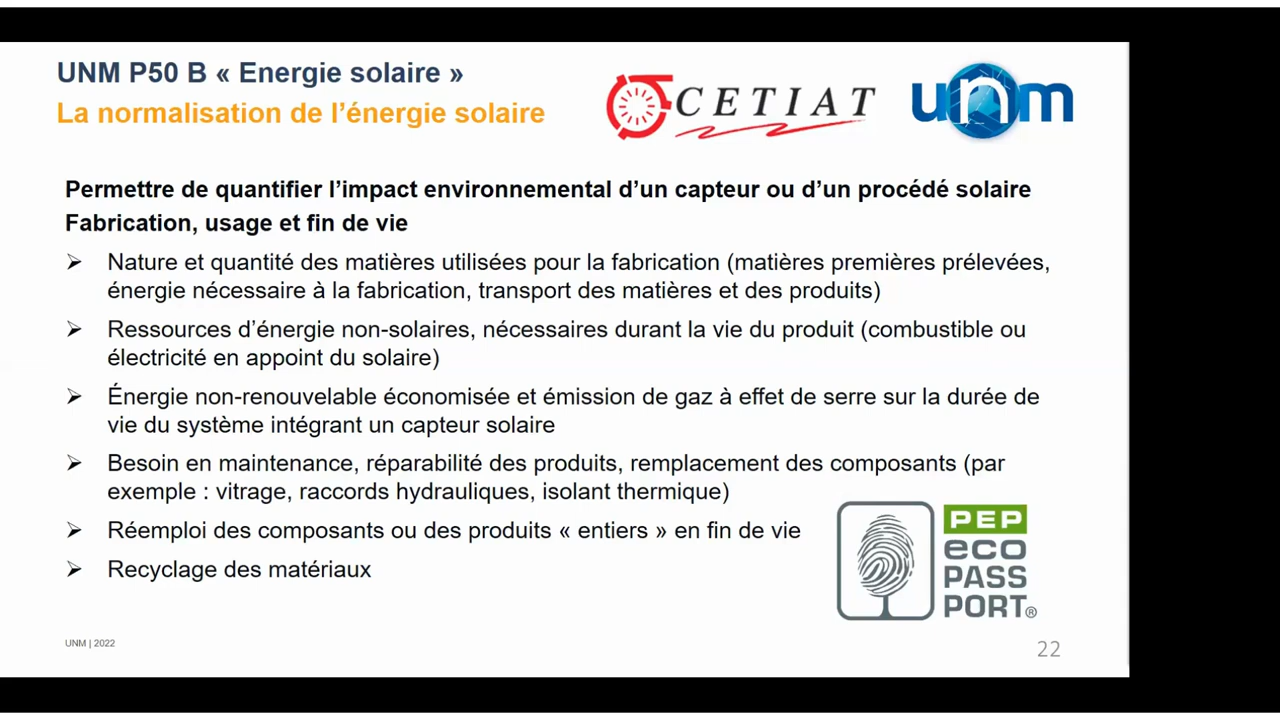 UNM P50 B « Energie solaire »
La normalisation de l’énergie solaire
CETIAT
unm
Permettre de quantifier l’impact environnemental d’un capteur ou d’un procédé solaire
Fabrication, usage et fin de vie
Nature et quantité des matières utilisées pour la fabrication (matières premières prélevées,
énergie nécessaire à la fabrication, transport des matières et des produits)
Ressources d’énergie non-solaires, nécessaires durant la vie du produit (combustible ou
électricité en appoint du solaire)
Énergie non-renouvelable économisée et émission de gaz à effet de serre sur la durée de
vie du système intégrant un capteur solaire
Besoin en maintenance, réparabilité des produits, remplacement des composants (par
exemple : vitrage, raccords hydrauliques, isolant thermique)
Réemploi des composants ou des produits « entiers » en fin de vie
Recyclage des matériaux
PEP
eco
PASS
PORT®
UNM | 2022
22